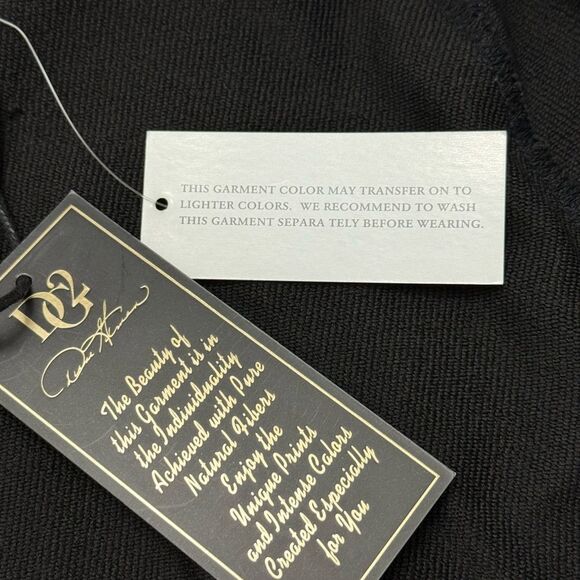 THIS GARMENT COLOR MAY TRANSFER ON TO
LIGHTER COLORS. WE RECOMMEND TO WASH
THIS GARMENT SEPARA TELY BEFORE WEARING.
DG2
The Beauty of
this Garment is in
the Individuality
Achieved with Pure
Natural Fibers
Enjoy the
Unique Prints
and Intense Colors
Created Especially
for You